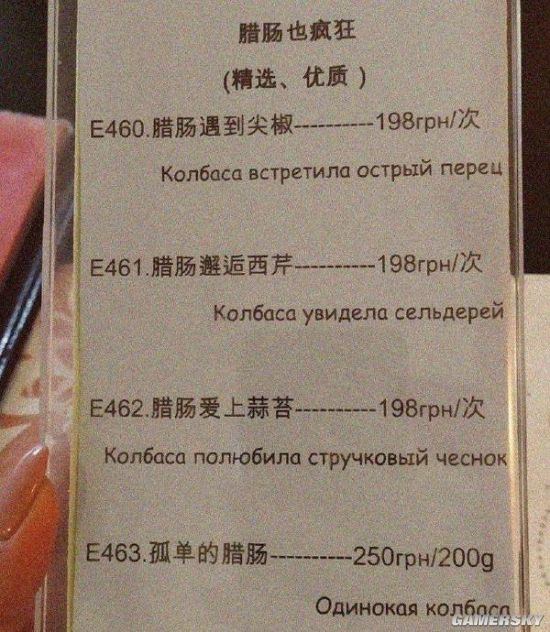 腊肠也疯狂
(精选、优质)
E460.腊肠遇到尖椒----------198грн/次
Колбаса встретила острый перец
E461.腊肠邂逅西芹----------198грн/次
Колбаса увидела сельдерей
E462.腊肠爱上蒜苔----------198грн/次
Колбаса полюбила стручковый чеснок
E463.孤单的腊肠----------250грн/200g
Одинокая колбаса
GAMERSKY